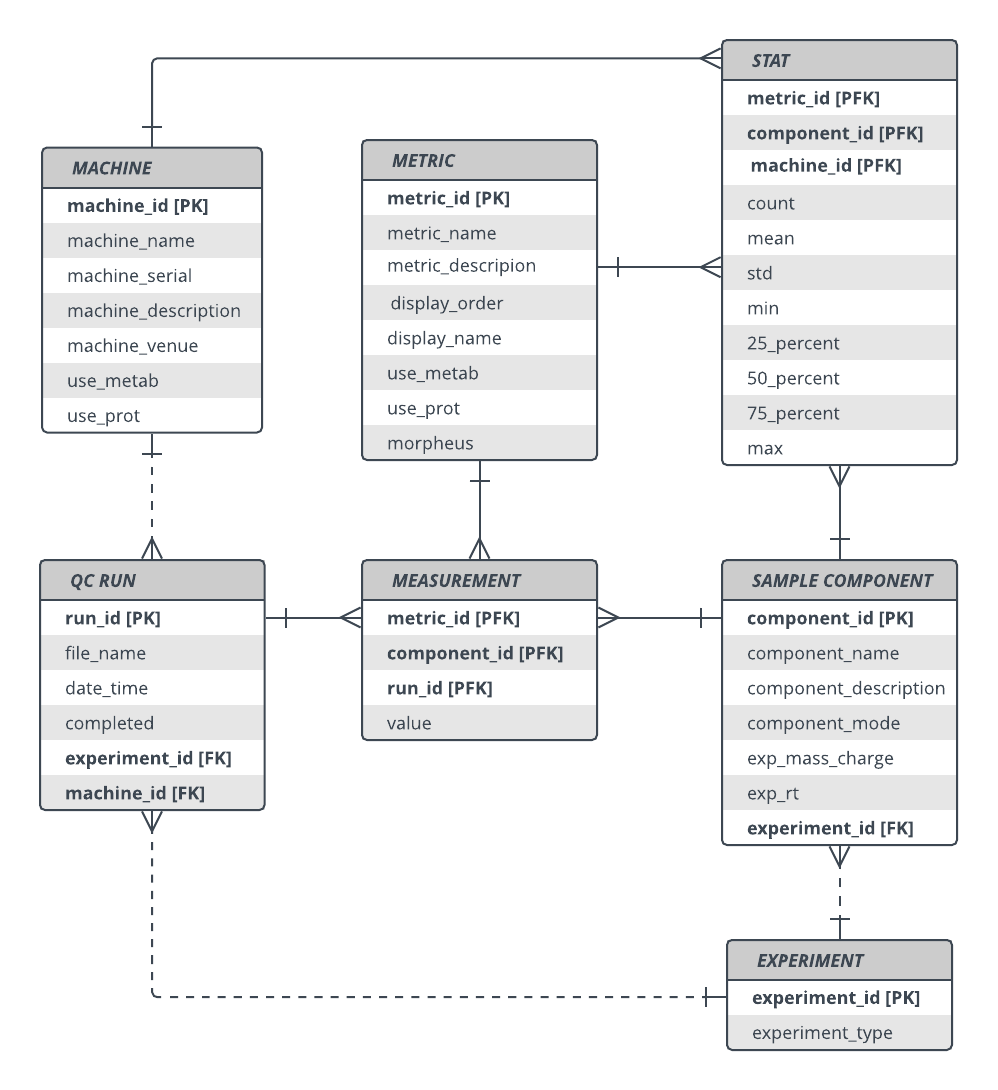 STAT
metric_id [PFK]
component_id [PFK]
machine_id [PFK]
count
mean
std
min
25_percent
50_percent
75_percent
max
MACHINE
machine_id [PK]
machine_name
machine_serial
machine_description
machine_venue
use_metab
use_prot
METRIC
metric_id [PK]
metric_name
metric_descripion
display_order
display_name
use_metab
use_prot
morpheus
QC RUN
run_id [PK]
file_name
date_time
completed
experiment_id [FK]
machine_id [FK]
MEASUREMENT
metric_id [PFK]
component_id [PFK]
run_id [PFK]
value
SAMPLE COMPONENT
component_id [PK]
component_name
component_description
component_mode
exp_mass_charge
exp_rt
experiment_id [FK]
EXPERIMENT
experiment_id [PK]
experiment_type